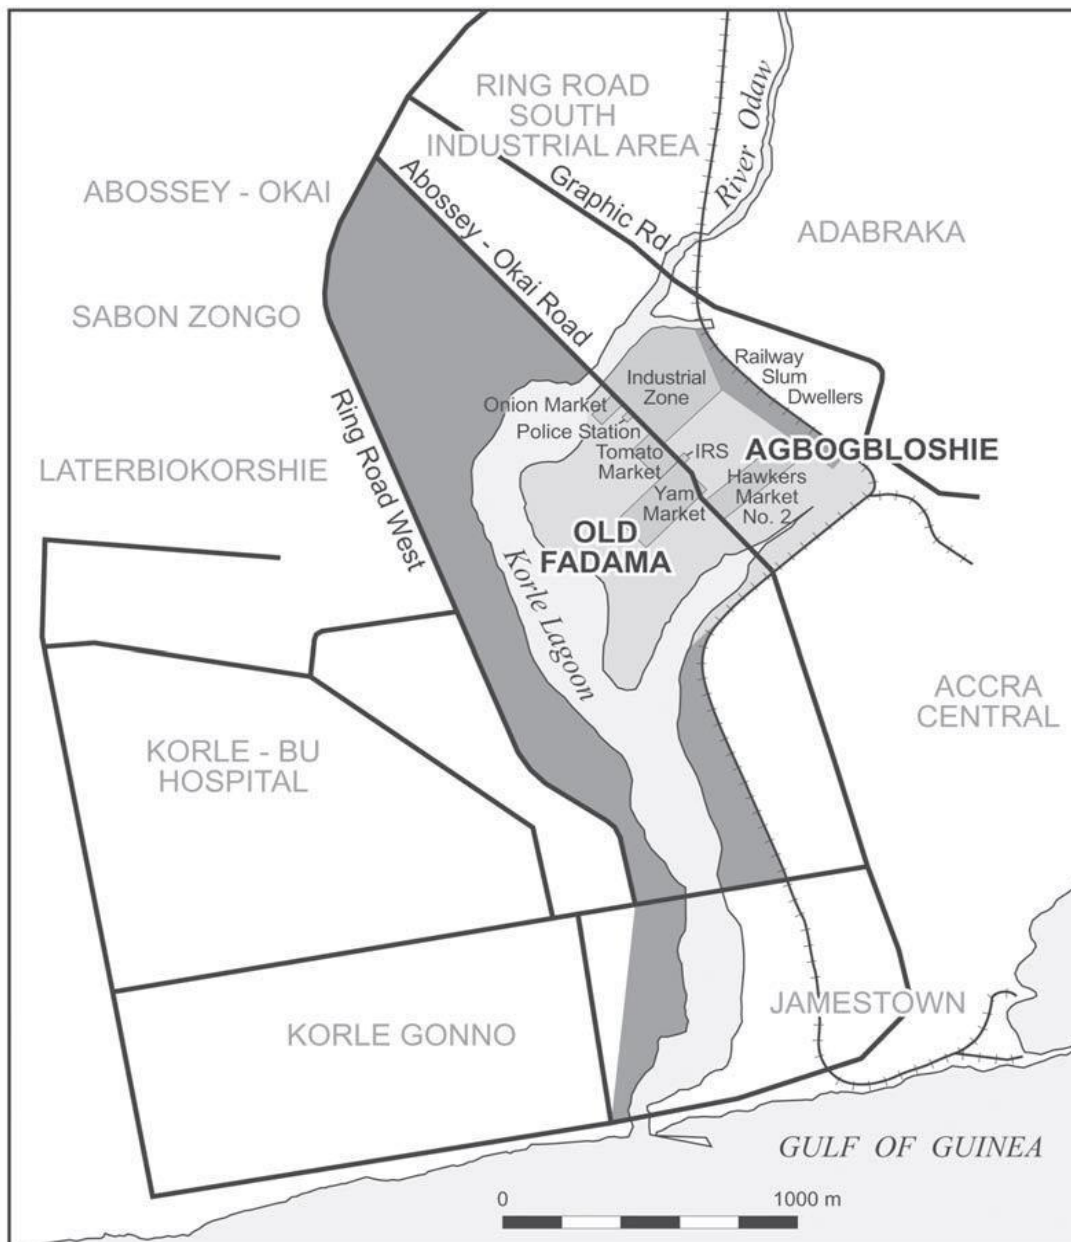 RING ROAD
SOUTH
INDUSTRIAL AREA
River Odaw
ABOSSEY - OKAI
Abossey - Okai Road
Graphic Rd
ADABRAKA
SABON ZONGO
Railway
Slum
Dwellers
Industrial
Zone
Onion Market
Police Station
Tomato
Market
IRS
AGBOGBLOSHIE
Hawkers
Market
No. 2
Yam
Market
Ring Road West
LATERBIOKORSHIE
OLD
FADAMA
Korle Lagoon
ACCRA
CENTRAL
KORLE - BU
HOSPITAL
JAMESTOWN
KORLE GONNO
GULF OF GUINEA
0 1000 m